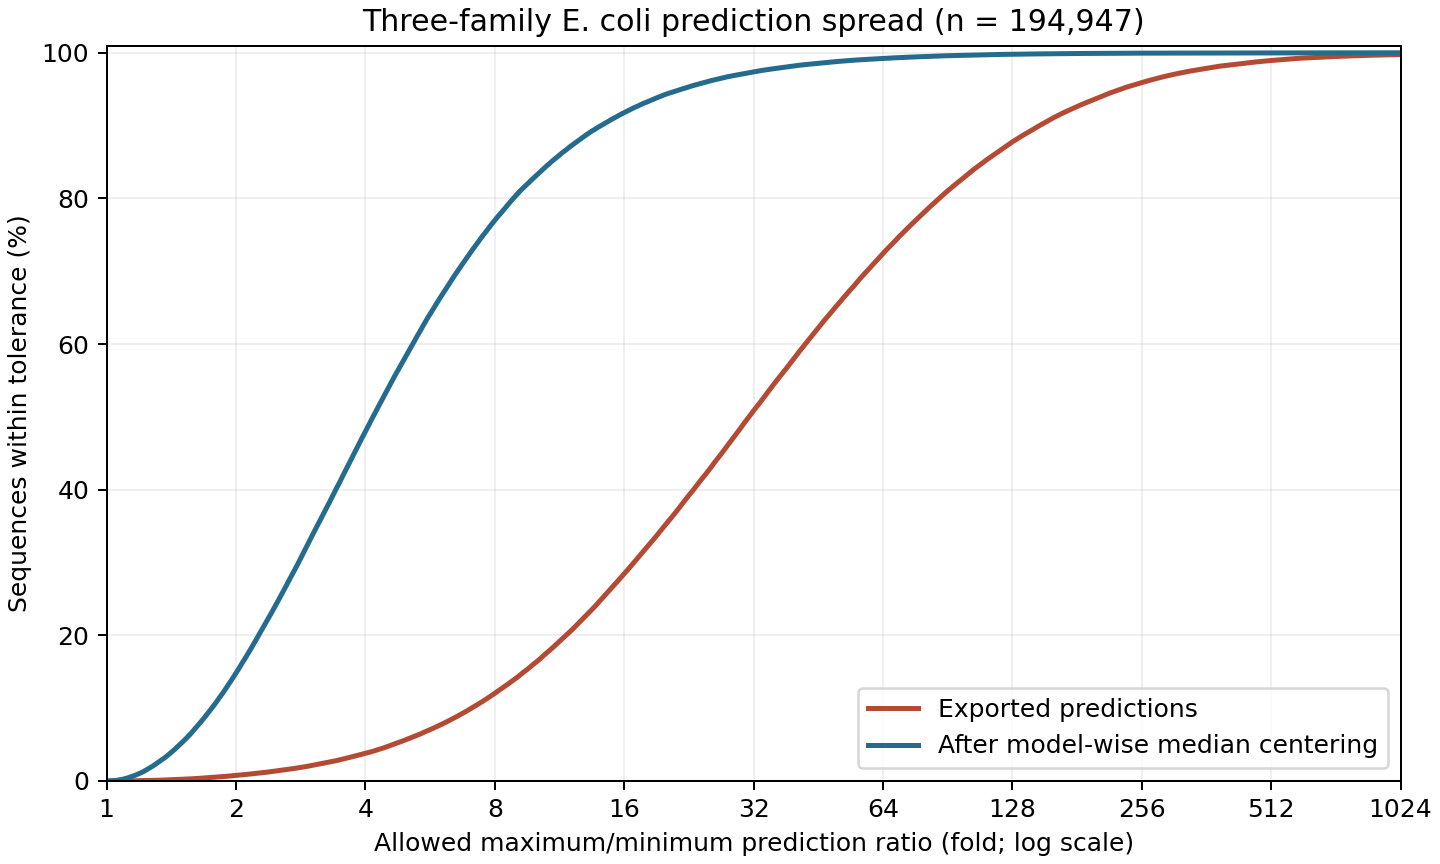 Three-family E. coli prediction spread (n = 194,947)
Sequences within tolerance (%)
100
80
60
40
20
0
Exported predictions
After model-wise median centering
1 2 4 8 16 32 64 128 256 512 1024
Allowed maximum/minimum prediction ratio (fold; log scale)